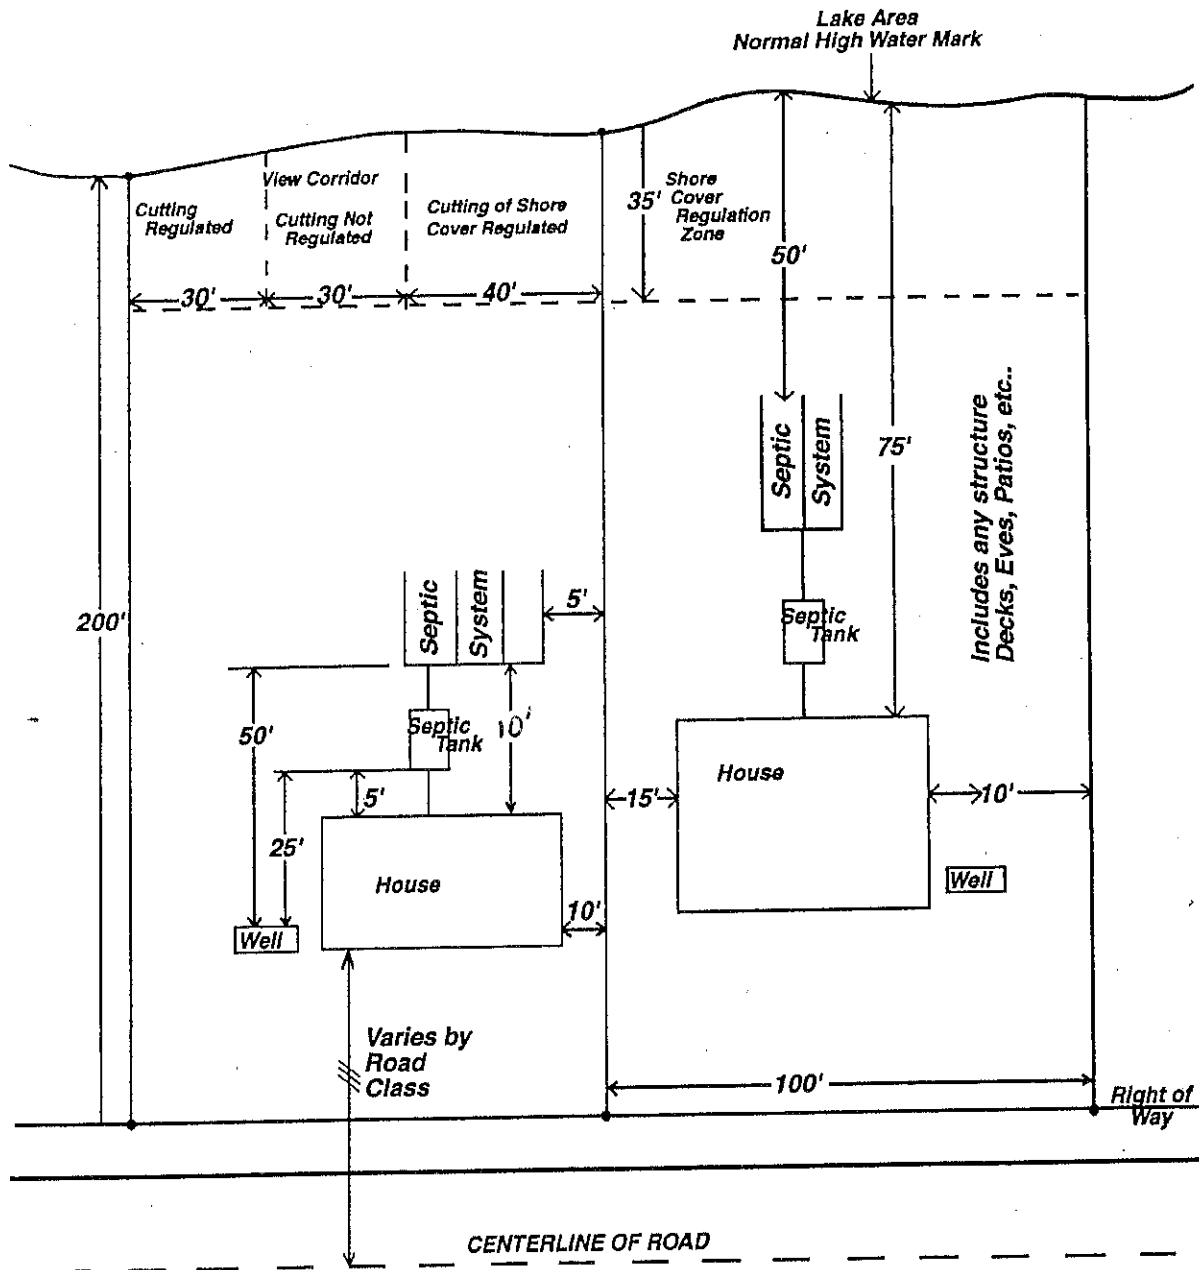 Lake Area
Normal High Water Mark
View Corridor
Cutting
Regulated
Cutting Not
Regulated
Cutting of Shore
Cover Regulated
35'
Shore
Cover
Regulation
Zone
50'
30'
30'
40'
75'
Septic
System
Includes any structure
Decks, Eves, Patios, etc..
200'
Septic
System
5'
Septic
Tank
50'
Septic
Tank
10'
5'
25'
House
15'
10'
House
Well
10'
Well
Varies by
Road
Class
100'
Right of
Way
CENTERLINE OF ROAD